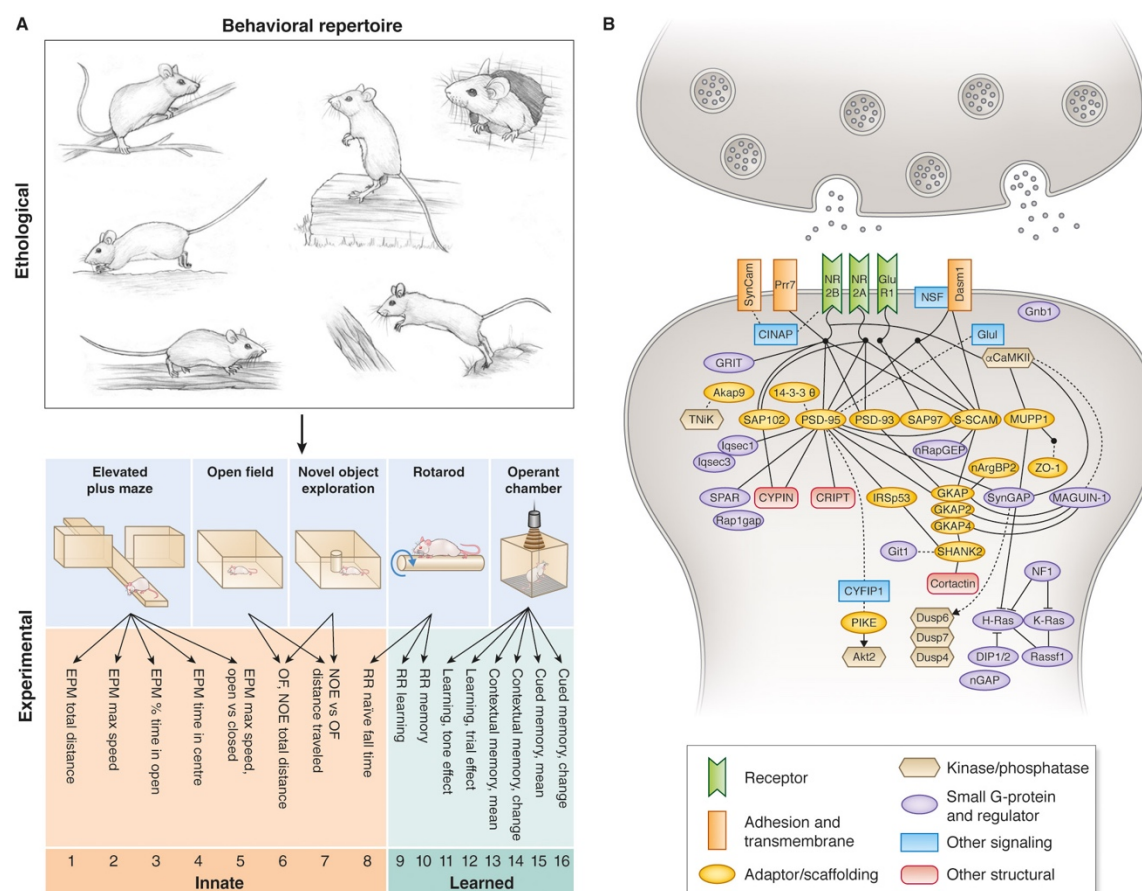 A
Behavioral repertoire
Ethological
Experimental
Elevated
plus maze
Open field
Novel object
exploration
Rotarod
Operant
chamber
EPM total distance
EPM max speed
EPM % time in open
EPM time in centre
EPM max speed,
open vs closed
OF, NOE total distance
NOE vs OF
distance traveled
RR naïve fall time
RR learning
RR memory
Learning, tone effect
Learning, trial effect
Contextual memory, mean
Contextual memory, change
Cued memory, mean
Cued memory, change
1 2 3 4 5 6 7 8 9 10 11 12 13 14 15 16
Innate
Learned
B
SynCam
Prr7
NR
2B
NR
2A
Glu
R1
NSF
Dasm1
Gnb1
CINAP
Glul
GRIT
αCaMKII
Akap9
14-3-3 θ
TNiK
SAP102
PSD-95
PSD-93
SAP97
S-SCAM
MUPP1
Iqsec1
Iqsec3
nRapGEP
nArgBP2
ZO-1
SPAR
Rap1gap
CYPIN
CRIPT
IRSp53
GKAP
GKAP2
GKAP4
SynGAP
MAGUIN-1
Git1
SHANK2
Cortactin
NF1
CYFIP1
PIKE
Akt2
Dusp6
Dusp7
Dusp4
H-Ras
K-Ras
DIP1/2
Rassf1
nGAP
Receptor
Adhesion and
transmembrane
Adaptor/scaffolding
Kinase/phosphatase
Small G-protein
and regulator
Other signaling
Other structural